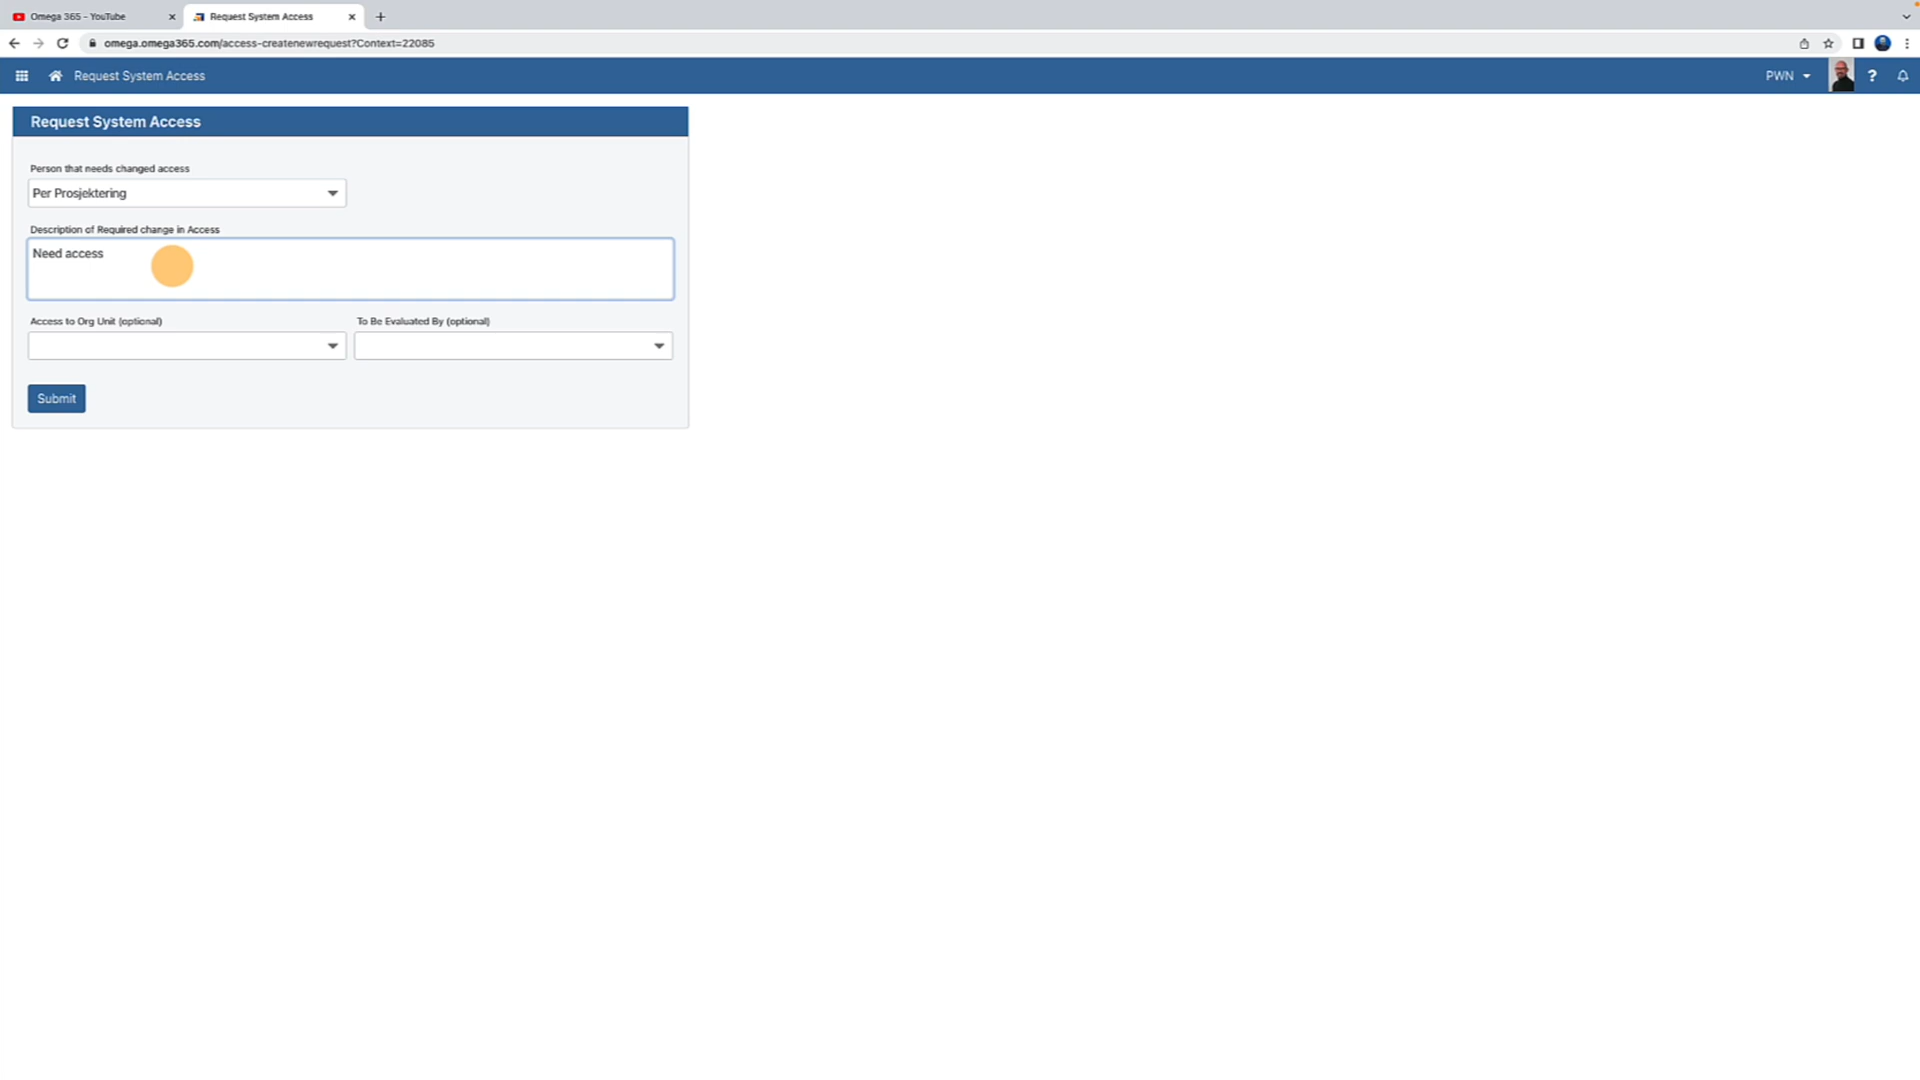 Omega 365 - YouTube
Request System Access
omega.omega365.com/access-createnewrequest?Context=22085
Request System Access
PWN
?
Request System Access
Person that needs changed access
Per Prosjektering
Description of Required change in Access
Need access
Access to Org Unit (optional)
To Be Evaluated By (optional)
Submit